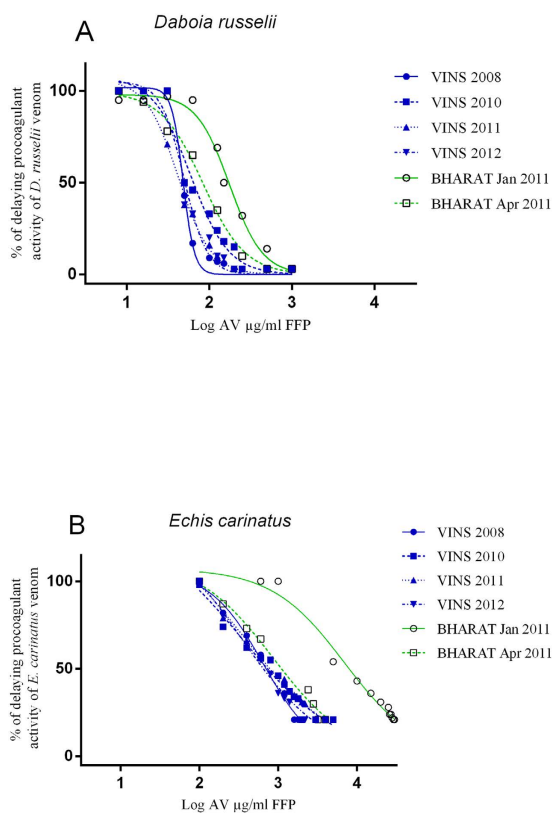 A
Daboia russelii
% of delaying procoagulant
activity of D. russelii venom
100
50
0
1 2 3 4
Log AV µg/ml FFP
VINS 2008
VINS 2010
VINS 2011
VINS 2012
BHARAT Jan 2011
BHARAT Apr 2011
B
Echis carinatus
% of delaying procoagulant
activity of E. carinatus venom
100
50
0
1 2 3 4
Log AV µg/ml FFP
VINS 2008
VINS 2010
VINS 2011
VINS 2012
BHARAT Jan 2011
BHARAT Apr 2011